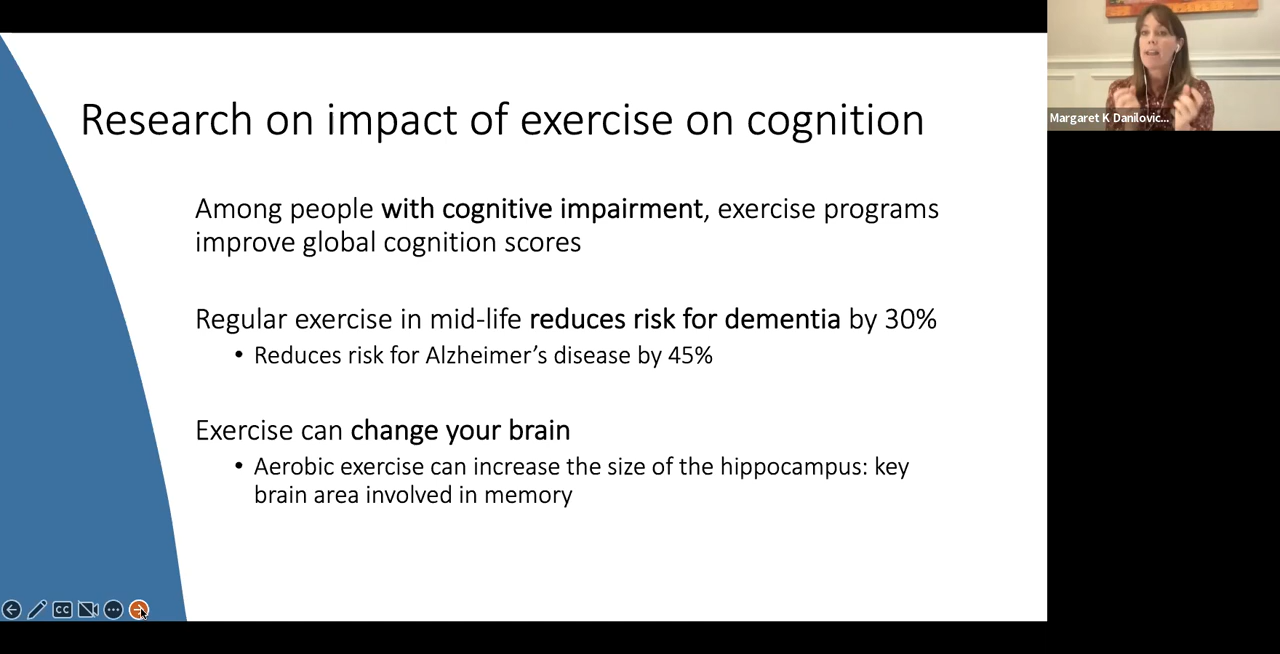 Research on impact of exercise on cognition
Among people with cognitive impairment, exercise programs
improve global cognition scores
Regular exercise in mid-life reduces risk for dementia by 30%
• Reduces risk for Alzheimer’s disease by 45%
Exercise can change your brain
• Aerobic exercise can increase the size of the hippocampus: key
brain area involved in memory
Margaret K Danilovic...
CC